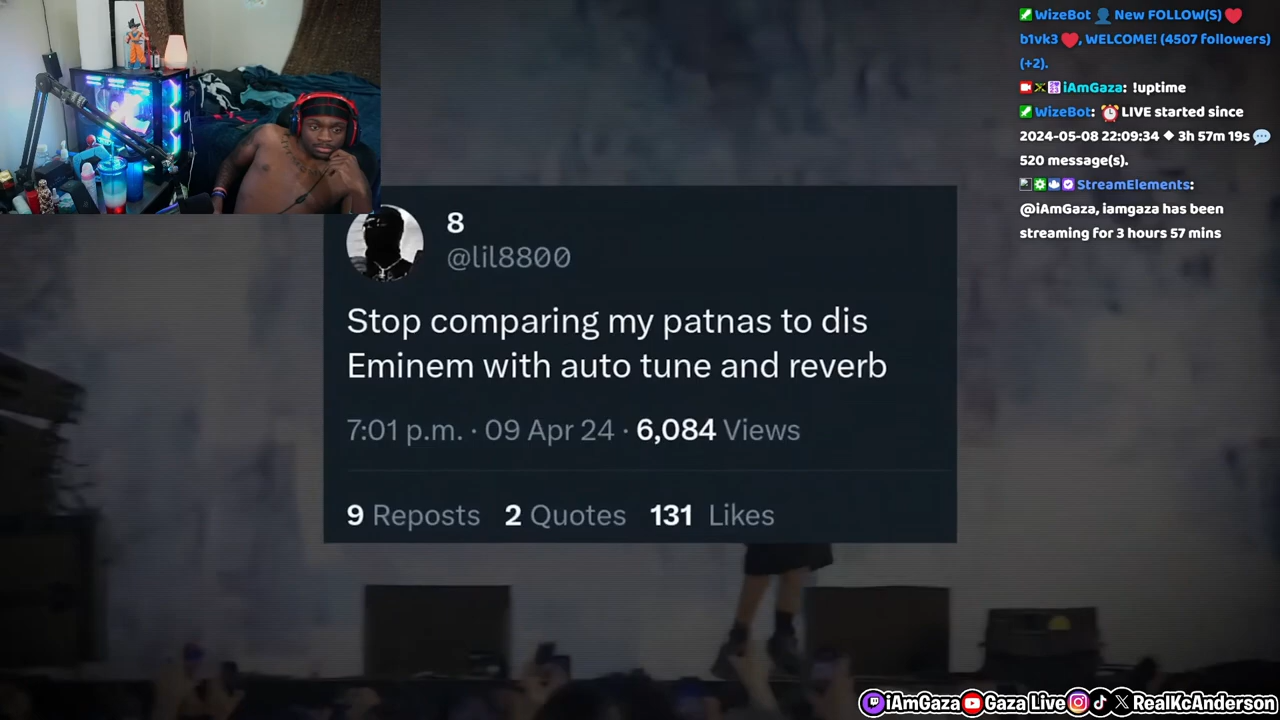 WizeBot 👤 New FOLLOW(S) ❤️
b1vk3 ❤️, WELCOME! (4507 followers)
(+2).
iAmGaza: !uptime
WizeBot: ⏰ LIVE started since
2024-05-08 22:09:34 ◆ 3h 57m 19s 💬
520 message(s).
StreamElements:
@iAmGaza, iamgaza has been
streaming for 3 hours 57 mins
8
@lil8800
Stop comparing my patnas to dis
Eminem with auto tune and reverb
7:01 p.m. · 09 Apr 24 · 6,084 Views
9 Reposts 2 Quotes 131 Likes
iAmGaza Gaza Live RealKcAnderson